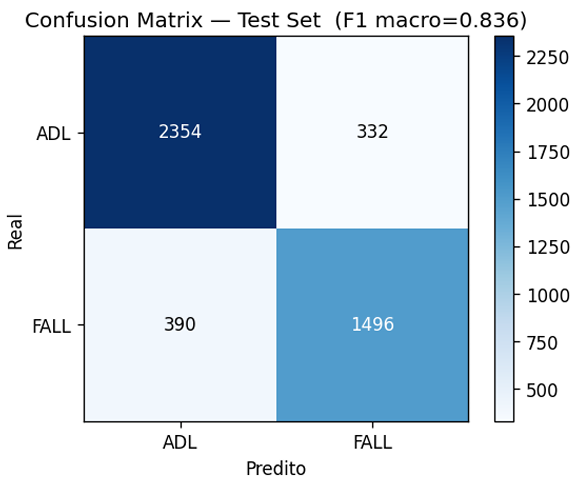 Confusion Matrix — Test Set (F1 macro=0.836)
Real
ADL
2354
332
FALL
390
1496
ADL
FALL
Predito
2250
2000
1750
1500
1250
1000
750
500